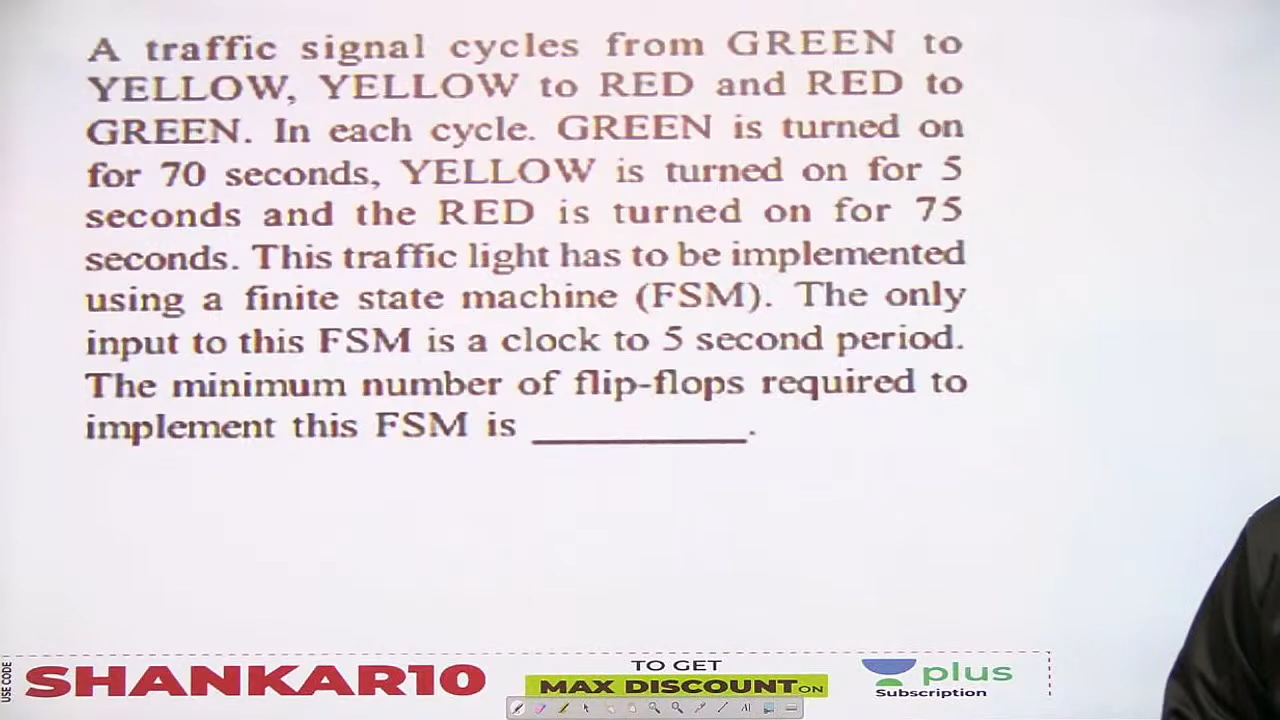 A traffic signal cycles from GREEN to
YELLOW, YELLOW to RED and RED to
GREEN. In each cycle. GREEN is turned on
for 70 seconds, YELLOW is turned on for 5
seconds and the RED is turned on for 75
seconds. This traffic light has to be implemented
using a finite state machine (FSM). The only
input to this FSM is a clock to 5 second period.
The minimum number of flip-flops required to
implement this FSM is __________.
USE CODE
SHANKAR10
TO GET
MAX DISCOUNT ON
plus
Subscription